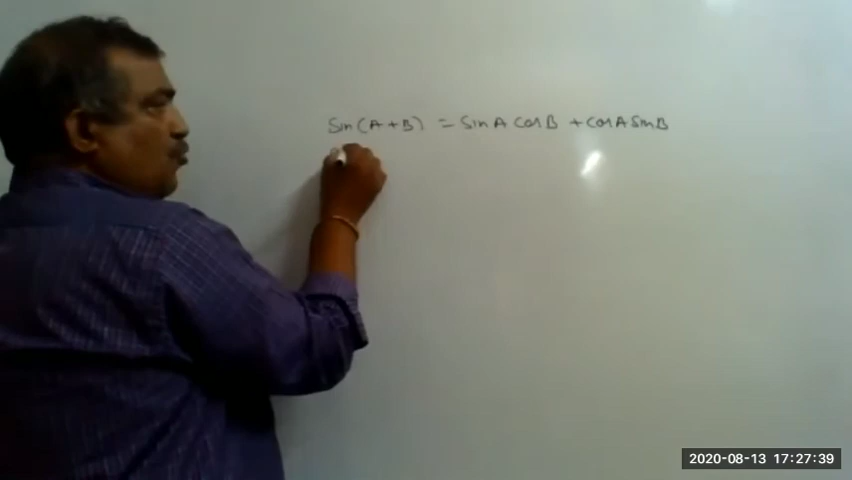 Sin(A+B) = SinA CosB + CosA SinB
2020-08-13 17:27:39